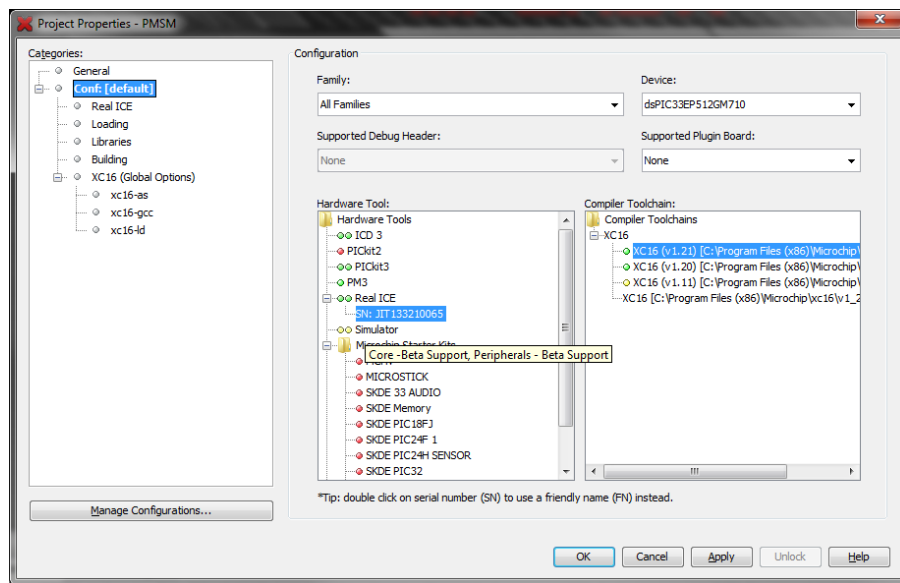 Project Properties - PMSM
Categories:
General
Conf: [default]
Real ICE
Loading
Libraries
Building
XC16 (Global Options)
xc16-as
xc16-gcc
xc16-ld
Manage Configurations...
Configuration
Family:
Device:
All Families
dsPIC33EP512GM710
Supported Debug Header:
Supported Plugin Board:
None
None
Hardware Tool:
Hardware Tools
ICD 3
PICkit2
PICkit3
PM3
Real ICE
SN: JIT133210065
Simulator
Microchip Starter Kits
Core -Beta Support, Peripherals - Beta Support
MICROSTICK
SKDE 33 AUDIO
SKDE Memory
SKDE PIC18FJ
SKDE PIC24F 1
SKDE PIC24H SENSOR
SKDE PIC32
Compiler Toolchain:
Compiler Toolchains
XC16
XC16 (v1.21) [C:\Program Files (x86)\Microchip\
XC16 (v1.20) [C:\Program Files (x86)\Microchip\
XC16 (v1.11) [C:\Program Files (x86)\Microchip\
XC16 [C:\Program Files (x86)\Microchip\xc16\v1_2
*Tip: double click on serial number (SN) to use a friendly name (FN) instead.
OK
Cancel
Apply
Unlock
Help